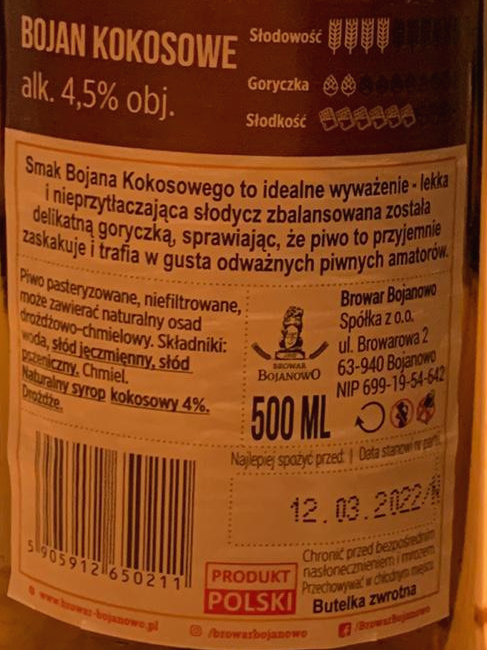 BOJAN KOKOSOWE
alk. 4,5% obj.
Słodowość
Goryczka
Słodkość
Smak Bojana Kokosowego to idealne wyważenie - lekka
i nieprzytłaczająca słodycz zbalansowana została
delikatną goryczką, sprawiając, że piwo to przyjemnie
zaskakuje i trafia w gusta odważnych piwnych amatorów.
Piwo pasteryzowane, niefiltrowane,
może zawierać naturalny osad
drożdżowo-chmielowy. Składniki:
woda, słód jęczmienny, słód
pszeniczny. Chmiel.
Naturalny syrop kokosowy 4%.
Drożdże.
BROWAR
BOJANOWO
500 ML
Browar Bojanowo
Spółka z o.o.
ul. Browarowa 2
63-940 Bojanowo
NIP 699-19-54-642
Najlepiej spożyć przed: | Data stanowi nr partii.
12.03.2022/N
5 905912 650211
PRODUKT
POLSKI
Chronić przed bezpośrednim
nasłonecznieniem i mrozem.
Przechowywać w chłodnym miejscu.
Butelka zwrotna
www.browar-bojanowo.pl
/browarbojanowo
/browarbojanowo